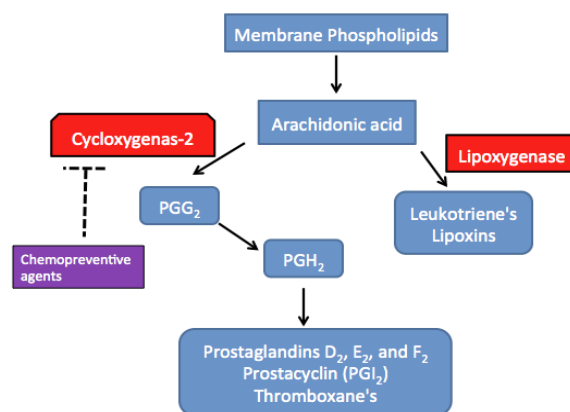 Membrane Phospholipids
Arachidonic acid
Cycloxygenas-2
Lipoxygenase
PGG₂
Leukotriene's
Lipoxins
Chemopreventive
agents
PGH₂
Prostaglandins D₂, E₂, and F₂
Prostacyclin (PGI₂)
Thromboxane's